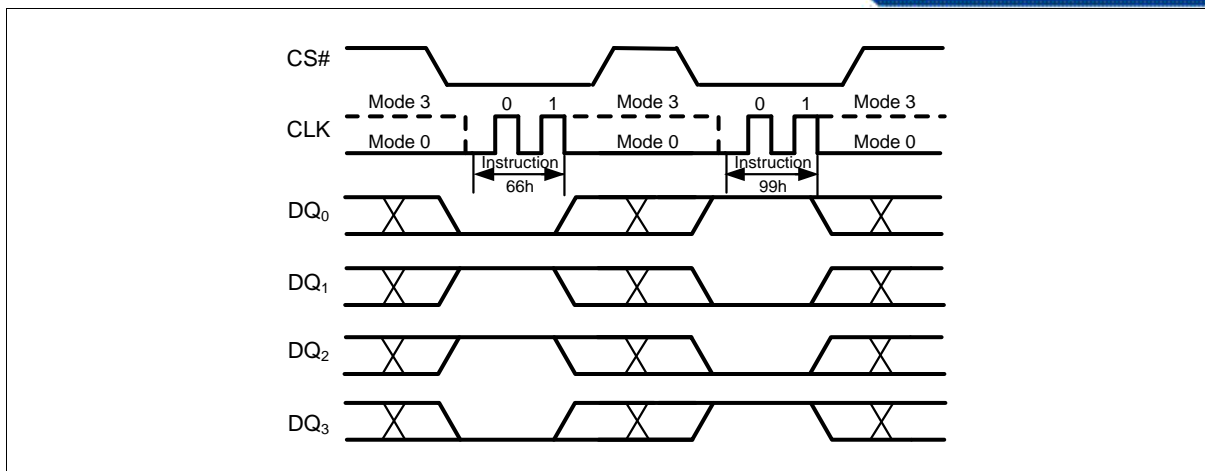 CS#
Mode 3 0 1 Mode 3 0 1 Mode 3
CLK
Mode 0 Mode 0 Mode 0
Instruction Instruction
66h 99h
DQ0
DQ1
DQ2
DQ3